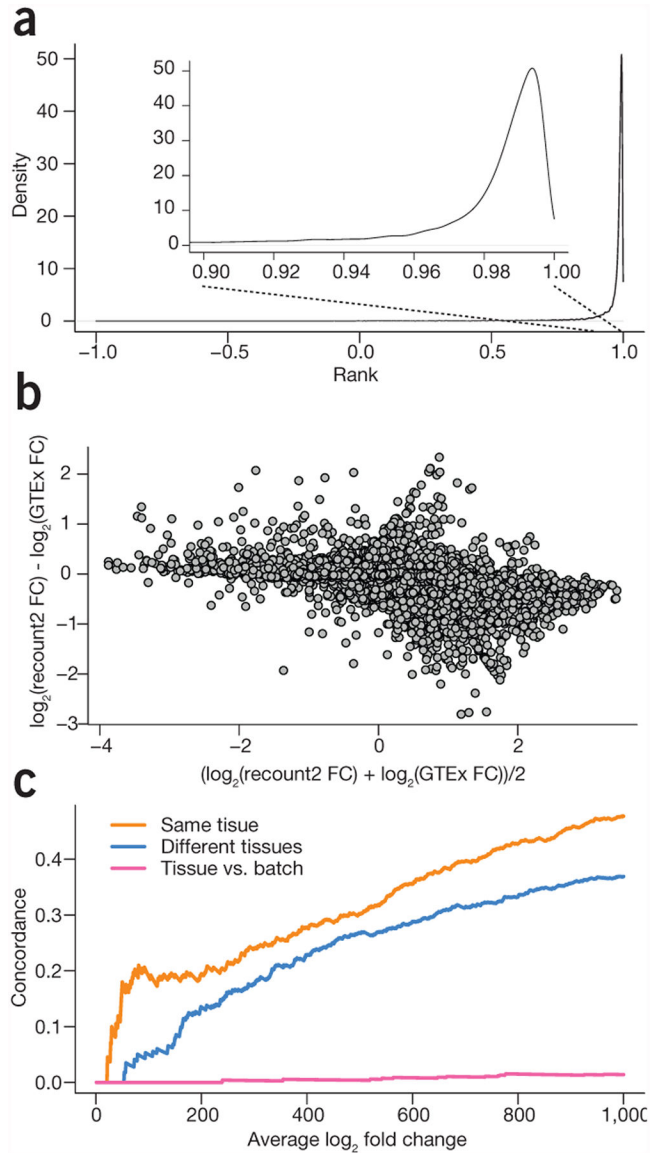 a
Density
50
40
30
20
10
0
50
40
30
20
10
0
0.90 0.92 0.94 0.96 0.98 1.00
−1.0 −0.5 0.0 0.5 1.0
Rank
b
log2(recount2 FC) - log2(GTEx FC)
2
1
0
−1
−2
−3
−4 −2 0 2
(log2(recount2 FC) + log2(GTEx FC))/2
c
Concordance
Same tisue
Different tissues
Tissue vs. batch
0.4
0.3
0.2
0.1
0.0
0 200 400 600 800 1,000
Average log2 fold change